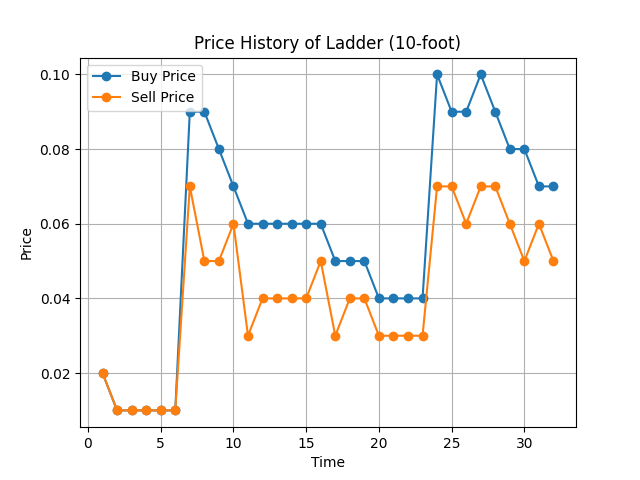 Price History of Ladder (10-foot)
Buy Price
Sell Price
Price
0.10
0.08
0.06
0.04
0.02
0 5 10 15 20 25 30
Time